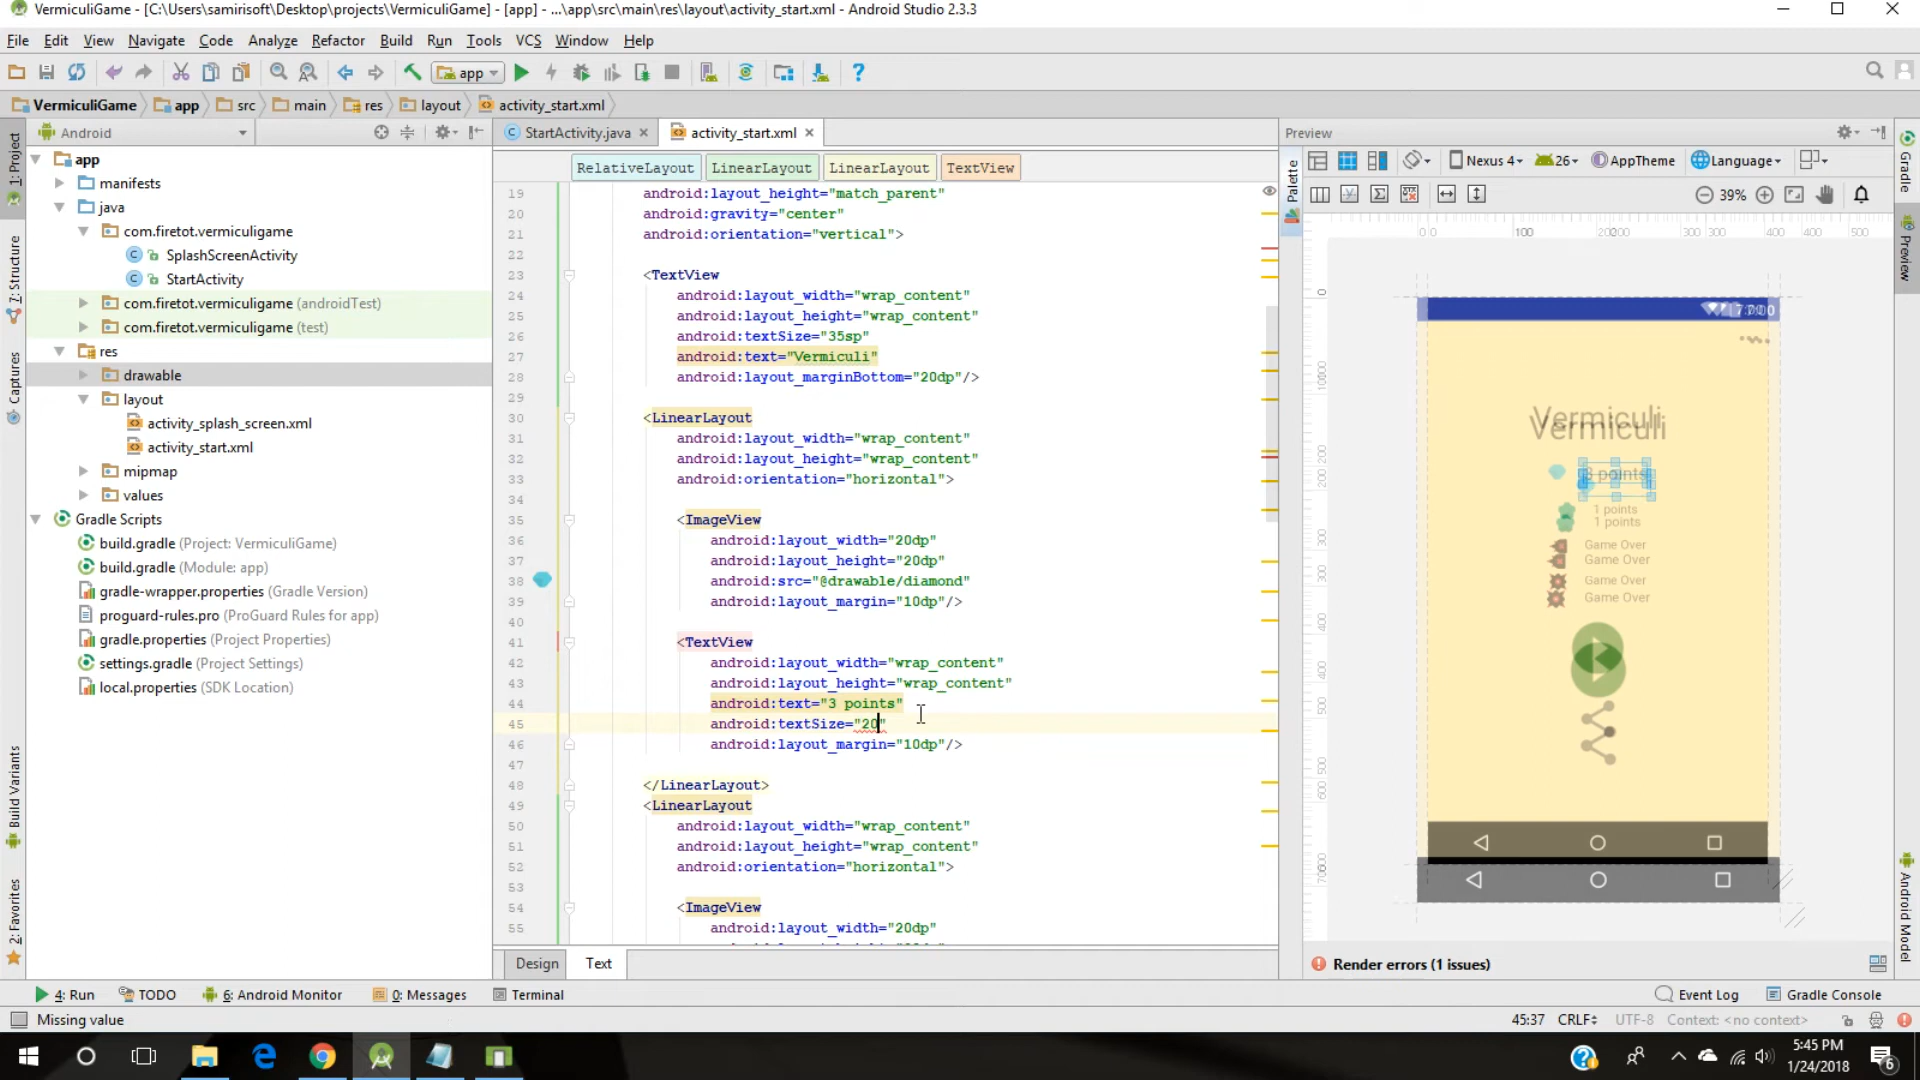 VermiculiGame - [C:\Users\samirisoft\Desktop\projects\VermiculiGame] - [app] - ...\app\src\main\res\layout\activity_start.xml - Android Studio 2.3.3
File Edit View Navigate Code Analyze Refactor Build Run Tools VCS Window Help
app
VermiculiGame app src main res layout activity_start.xml
Android
StartActivity.java
activity_start.xml
Preview
1: Project
7: Structure
Captures
Build Variants
2: Favorites
app
manifests
java
com.firetot.vermiculigame
SplashScreenActivity
StartActivity
com.firetot.vermiculigame (androidTest)
com.firetot.vermiculigame (test)
res
drawable
layout
activity_splash_screen.xml
activity_start.xml
mipmap
values
Gradle Scripts
build.gradle (Project: VermiculiGame)
build.gradle (Module: app)
gradle-wrapper.properties (Gradle Version)
proguard-rules.pro (ProGuard Rules for app)
gradle.properties (Project Properties)
settings.gradle (Project Settings)
local.properties (SDK Location)
RelativeLayout LinearLayout LinearLayout TextView
19 android:layout_height="match_parent"
20 android:gravity="center"
21 android:orientation="vertical">
22
23 <TextView
24 android:layout_width="wrap_content"
25 android:layout_height="wrap_content"
26 android:textSize="35sp"
27 android:text="Vermiculi"
28 android:layout_marginBottom="20dp"/>
29
30 <LinearLayout
31 android:layout_width="wrap_content"
32 android:layout_height="wrap_content"
33 android:orientation="horizontal">
34
35 <ImageView
36 android:layout_width="20dp"
37 android:layout_height="20dp"
38 android:src="@drawable/diamond"
39 android:layout_margin="10dp"/>
40
41 <TextView
42 android:layout_width="wrap_content"
43 android:layout_height="wrap_content"
44 android:text="3 points"
45 android:textSize="20"
46 android:layout_margin="10dp"/>
47
48 </LinearLayout>
49 <LinearLayout
50 android:layout_width="wrap_content"
51 android:layout_height="wrap_content"
52 android:orientation="horizontal">
53
54 <ImageView
55 android:layout_width="20dp"
Design Text
Palette
Nexus 4 26 AppTheme Language
39%
Vermiculi
Vermiculi
3 points
1 points
1 points
Game Over
Game Over
Game Over
Game Over
Render errors (1 issues)
Gradle
Preview
Android Model
4: Run TODO 6: Android Monitor 0: Messages Terminal
Event Log Gradle Console
Missing value
45:37 CRLF UTF-8 Context: <no context>
5:45 PM
1/24/2018
6